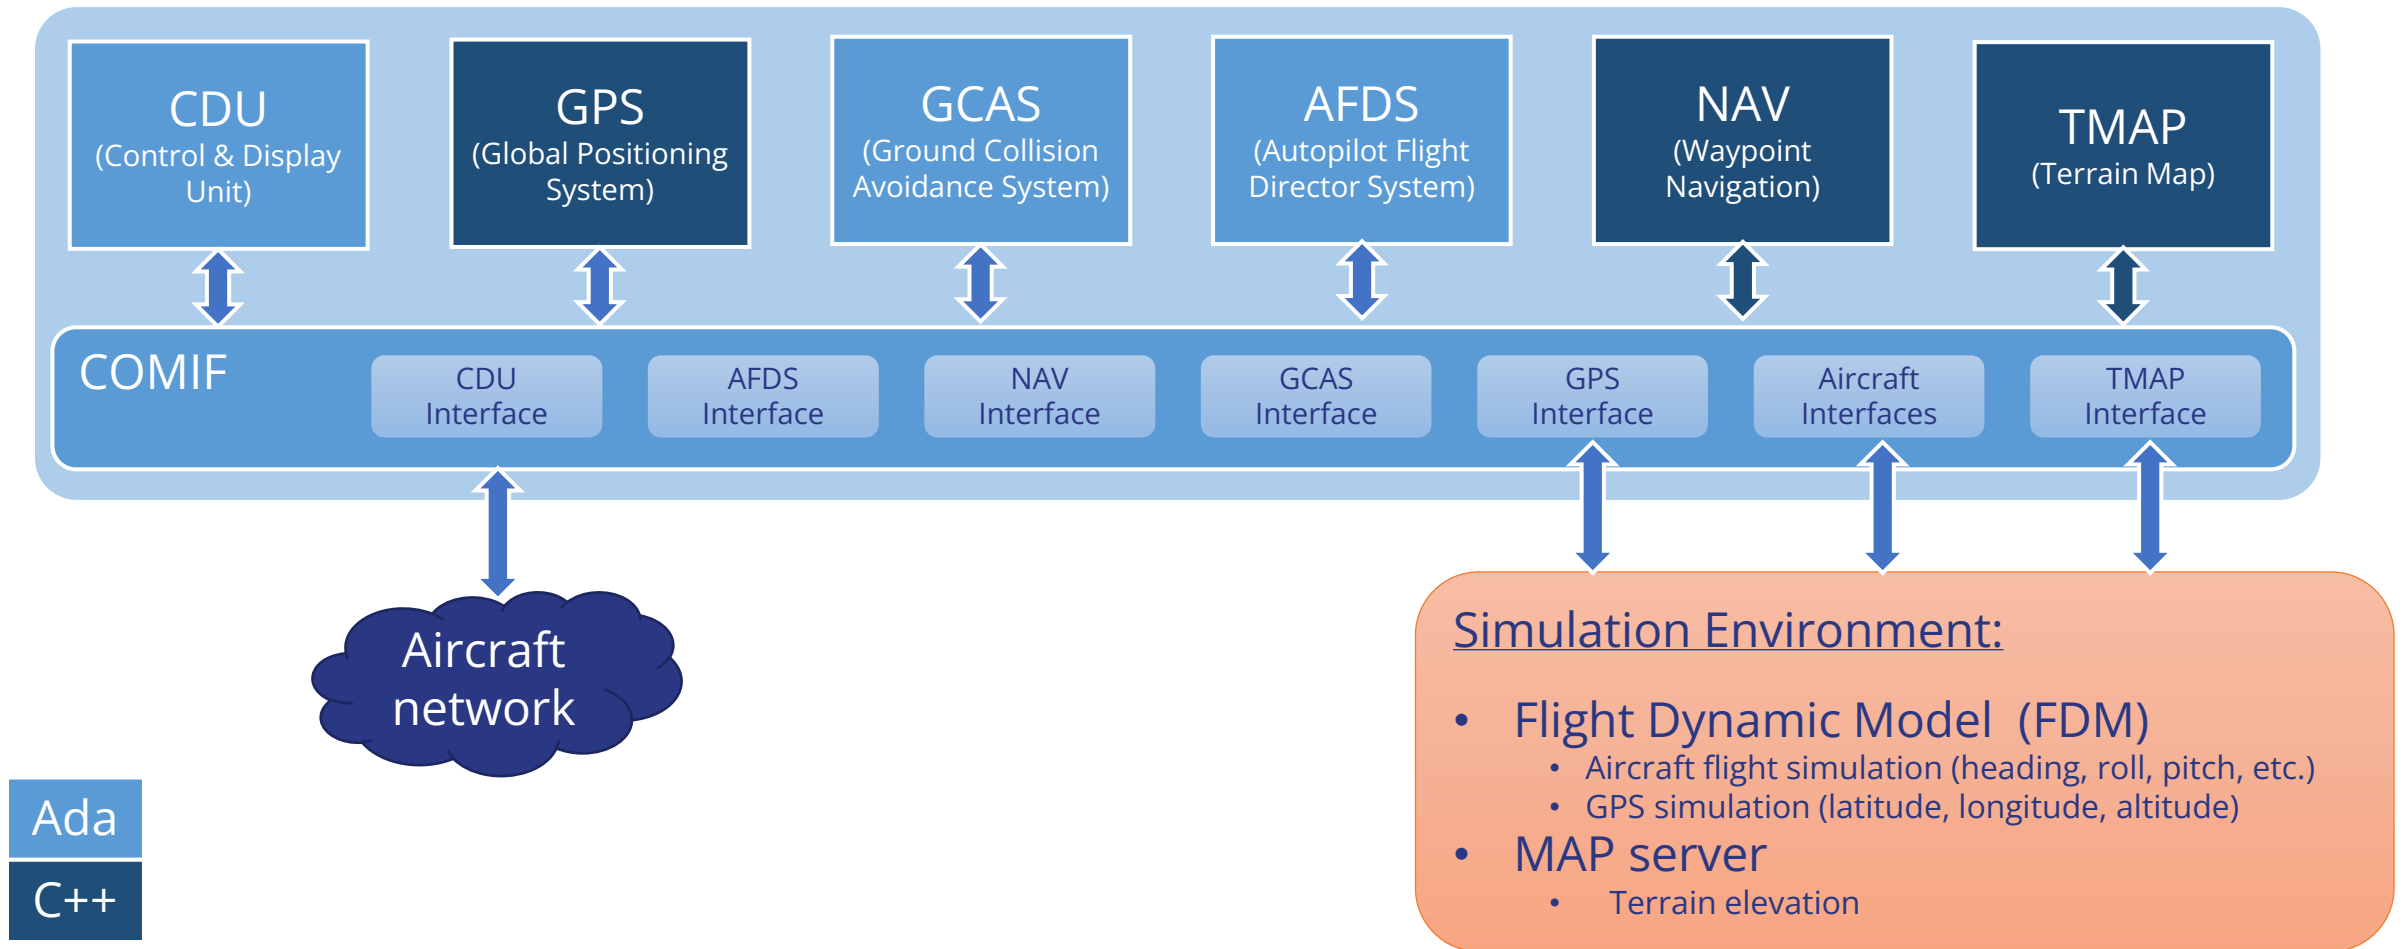 CDU
(Control & Display
Unit)
GPS
(Global Positioning
System)
GCAS
(Ground Collision
Avoidance System)
AFDS
(Autopilot Flight
Director System)
NAV
(Waypoint
Navigation)
TMAP
(Terrain Map)
COMIF
CDU
Interface
AFDS
Interface
NAV
Interface
GCAS
Interface
GPS
Interface
Aircraft
Interfaces
TMAP
Interface
Aircraft
network
Simulation Environment:
• Flight Dynamic Model (FDM)
• Aircraft flight simulation (heading, roll, pitch, etc.)
• GPS simulation (latitude, longitude, altitude)
• MAP server
• Terrain elevation
Ada
C++